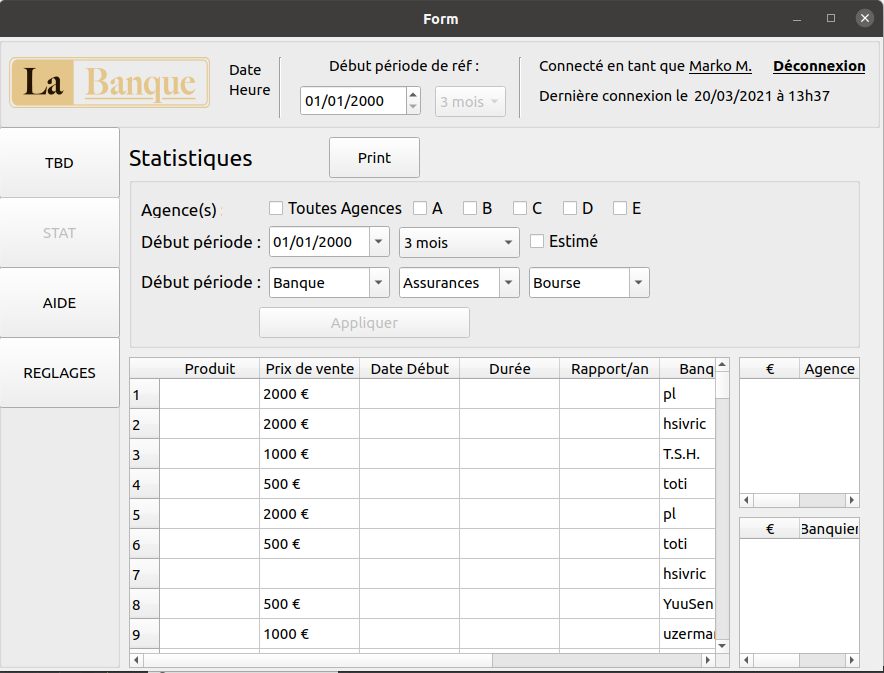 Form
La Banque
Date
Heure
Début période de réf :
01/01/2000
3 mois
Connecté en tant que Marko M. Déconnexion
Dernière connexion le 20/03/2021 à 13h37
TBD
STAT
AIDE
REGLAGES
Statistiques
Print
Agence(s) :
Toutes Agences A B C D E
Début période : 01/01/2000 3 mois Estimé
Début période : Banque Assurances Bourse
Appliquer
Produit Prix de vente Date Début Durée Rapport/an Banq
1 2000 € pl
2 2000 € hsivric
3 1000 € T.S.H.
4 500 € toti
5 2000 € pl
6 500 € toti
7 hsivric
8 500 € YuuSen
9 1000 € uzerma
€ Agence
€ Banquier